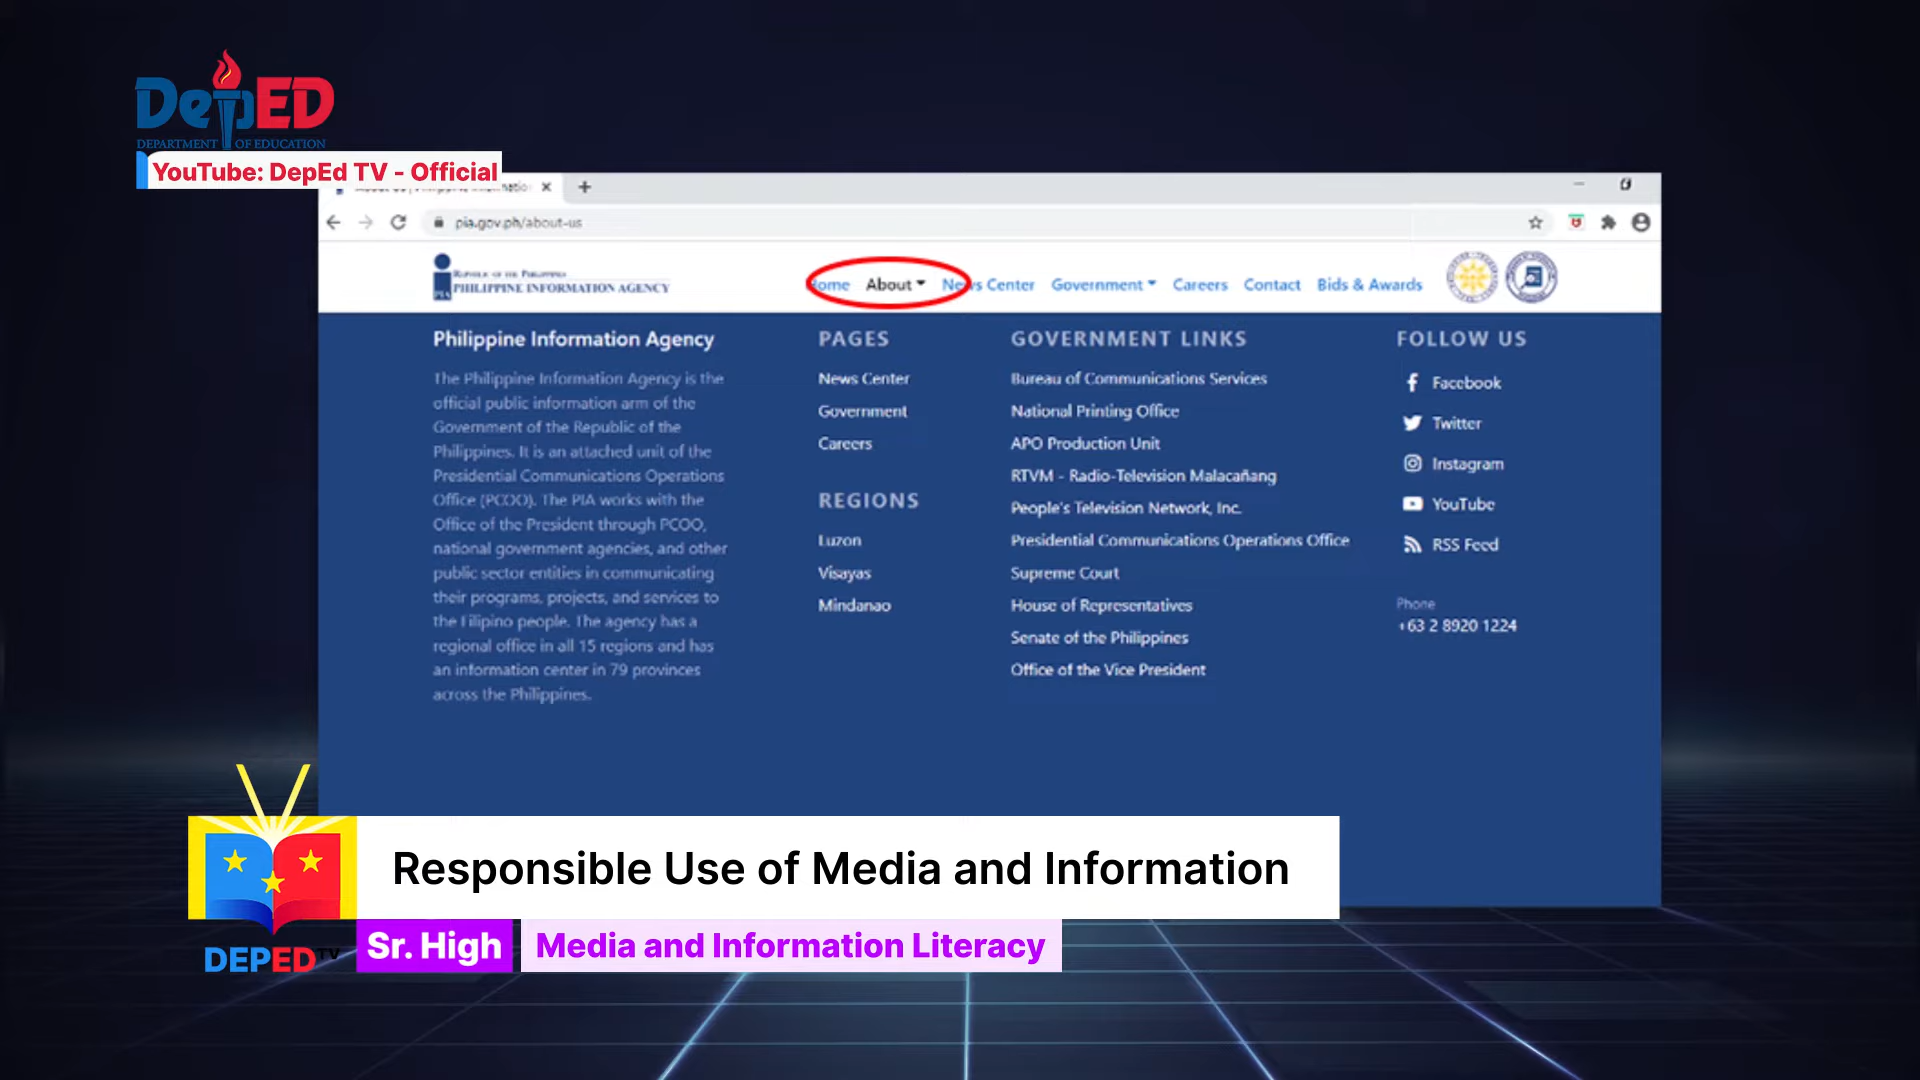 DepED
DEPARTMENT OF EDUCATION
YouTube: DepEd TV - Official
pia.gov.ph/about-us
REPUBLIC OF THE PHILIPPINES
PHILIPPINE INFORMATION AGENCY
PIA
Home About News Center Government Careers Contact Bids & Awards
Philippine Information Agency
The Philippine Information Agency is the
official public information arm of the
Government of the Republic of the
Philippines. It is an attached unit of the
Presidential Communications Operations
Office (PCOO). The PIA works with the
Office of the President through PCOO,
national government agencies, and other
public sector entities in communicating
their programs, projects, and services to
the Filipino people. The agency has a
regional office in all 15 regions and has
an information center in 79 provinces
across the Philippines.
PAGES
News Center
Government
Careers
REGIONS
Luzon
Visayas
Mindanao
GOVERNMENT LINKS
Bureau of Communications Services
National Printing Office
APO Production Unit
RTVM - Radio-Television Malacañang
People's Television Network, Inc.
Presidential Communications Operations Office
Supreme Court
House of Representatives
Senate of the Philippines
Office of the Vice President
FOLLOW US
Facebook
Twitter
Instagram
YouTube
RSS Feed
Phone
+63 2 8920 1224
Responsible Use of Media and Information
DEPED TV
Sr. High
Media and Information Literacy